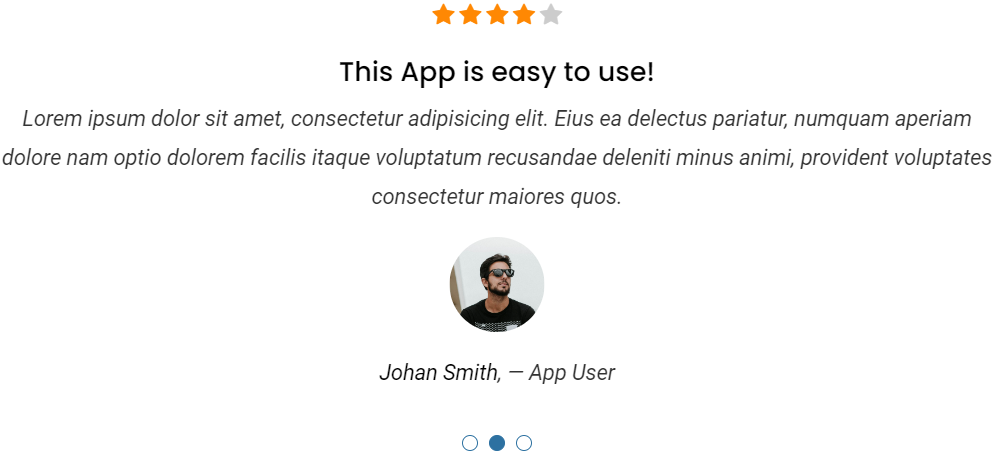 This App is easy to use!
Lorem ipsum dolor sit amet, consectetur adipisicing elit. Eius ea delectus pariatur, numquam aperiam
dolore nam optio dolorem facilis itaque voluptatum recusandae deleniti minus animi, provident voluptates
consectetur maiores quos.
Johan Smith, — App User